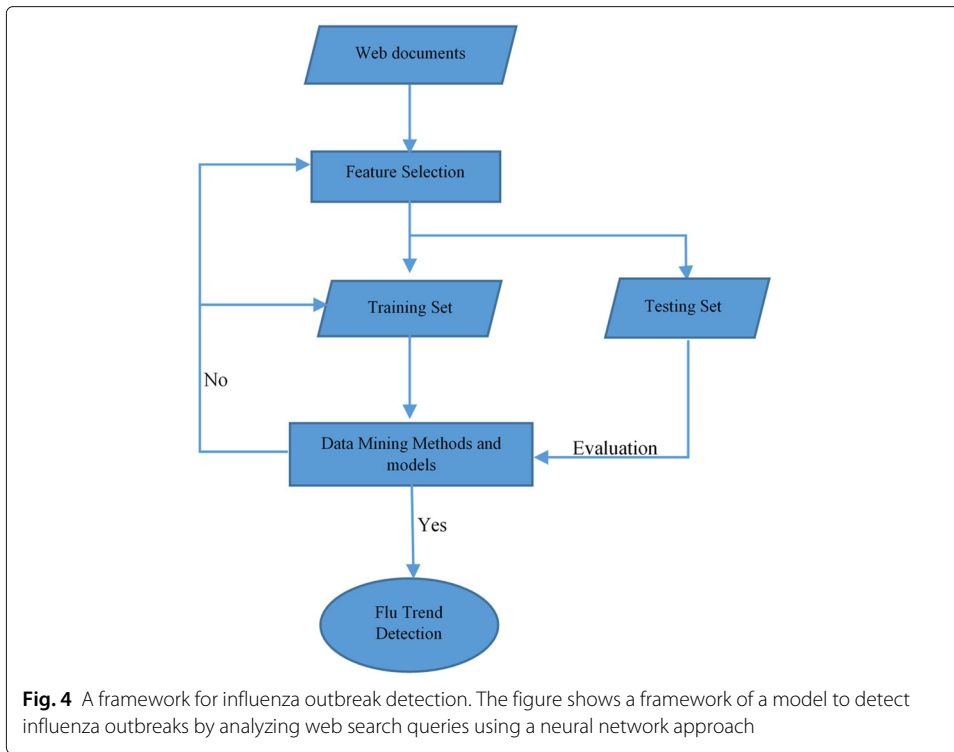 Web documents
Feature Selection
Training Set
Testing Set
No
Data Mining Methods and
models
Evaluation
Yes
Flu Trend
Detection
Fig. 4 A framework for influenza outbreak detection. The figure shows a framework of a model to detect
influenza outbreaks by analyzing web search queries using a neural network approach